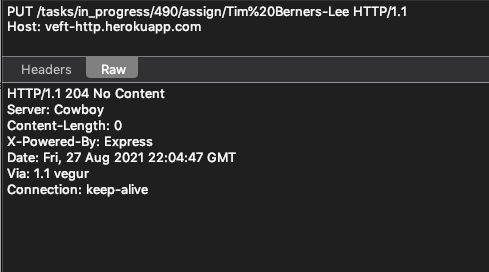 PUT /tasks/in_progress/490/assign/Tim%20Berners-Lee HTTP/1.1
Host: veft-http.herokuapp.com
Headers Raw
HTTP/1.1 204 No Content
Server: Cowboy
Content-Length: 0
X-Powered-By: Express
Date: Fri, 27 Aug 2021 22:04:47 GMT
Via: 1.1 vegur
Connection: keep-alive